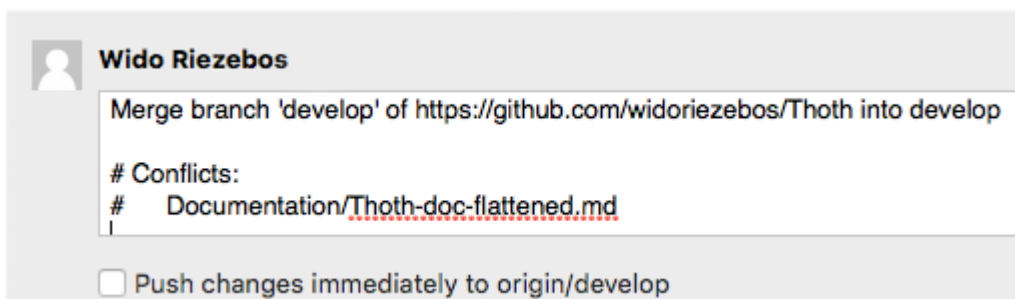 Wido Riezebos
Merge branch 'develop' of https://github.com/widoriezebos/Thoth into develop
# Conflicts:
#	Documentation/Thoth-doc-flattened.md
Push changes immediately to origin/develop